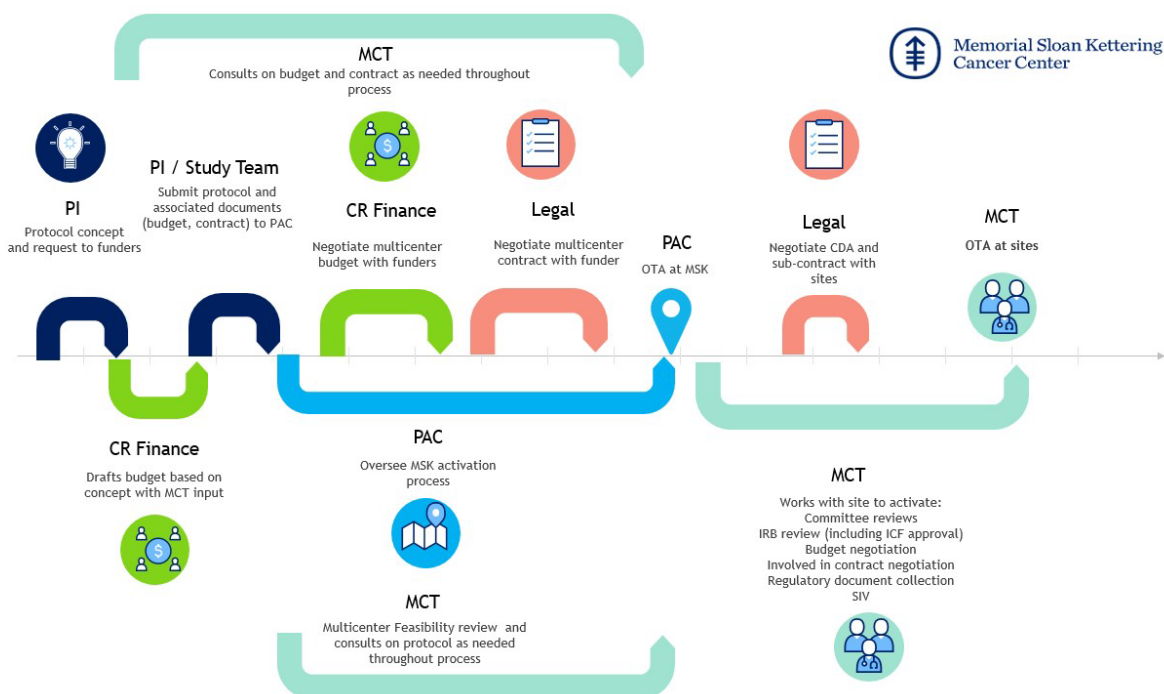 MCT
Consults on budget and contract as needed throughout
process
Memorial Sloan Kettering
Cancer Center
PI
Protocol concept
and request to funders
PI / Study Team
Submit protocol and
associated documents
(budget, contract) to PAC
$
CR Finance
Negotiate multicenter
budget with funders
Legal
Negotiate multicenter
contract with funder
PAC
OTA at MSK
Legal
Negotiate CDA and
sub-contract with
sites
MCT
OTA at sites
CR Finance
Drafts budget based on
concept with MCT input
$
PAC
Oversee MSK activation
process
MCT
Multicenter Feasibility review and
consults on protocol as needed
throughout process
MCT
Works with site to activate:
Committee reviews
IRB review (including ICF approval)
Budget negotiation
Involved in contract negotiation
Regulatory document collection
SIV